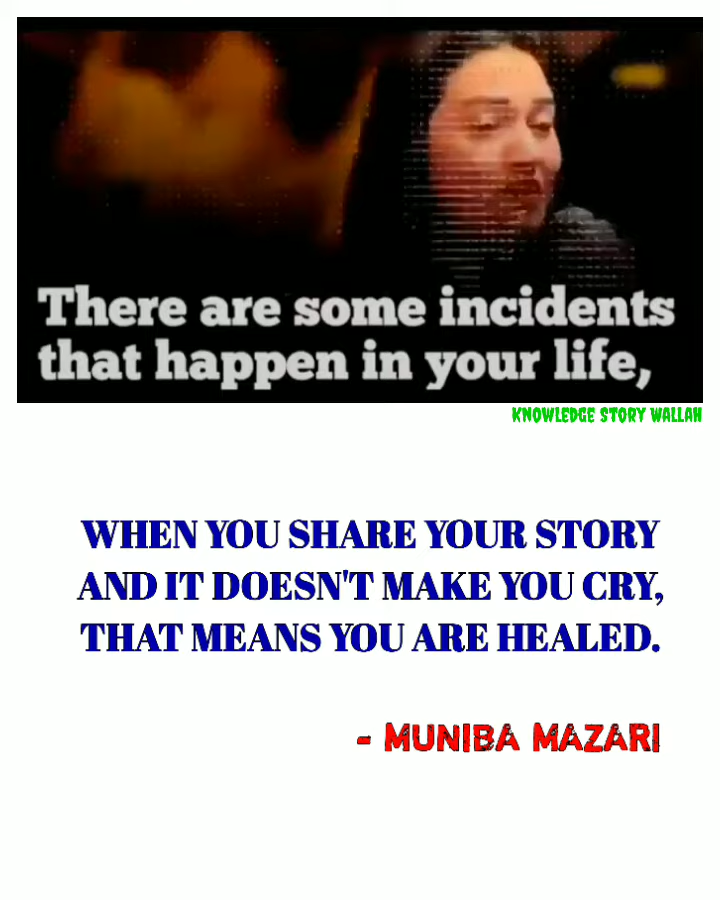 There are some incidents
that happen in your life,
KNOWLEDGE STORY WALLAH
WHEN YOU SHARE YOUR STORY
AND IT DOESN'T MAKE YOU CRY,
THAT MEANS YOU ARE HEALED.
- MUNIBA MAZARI